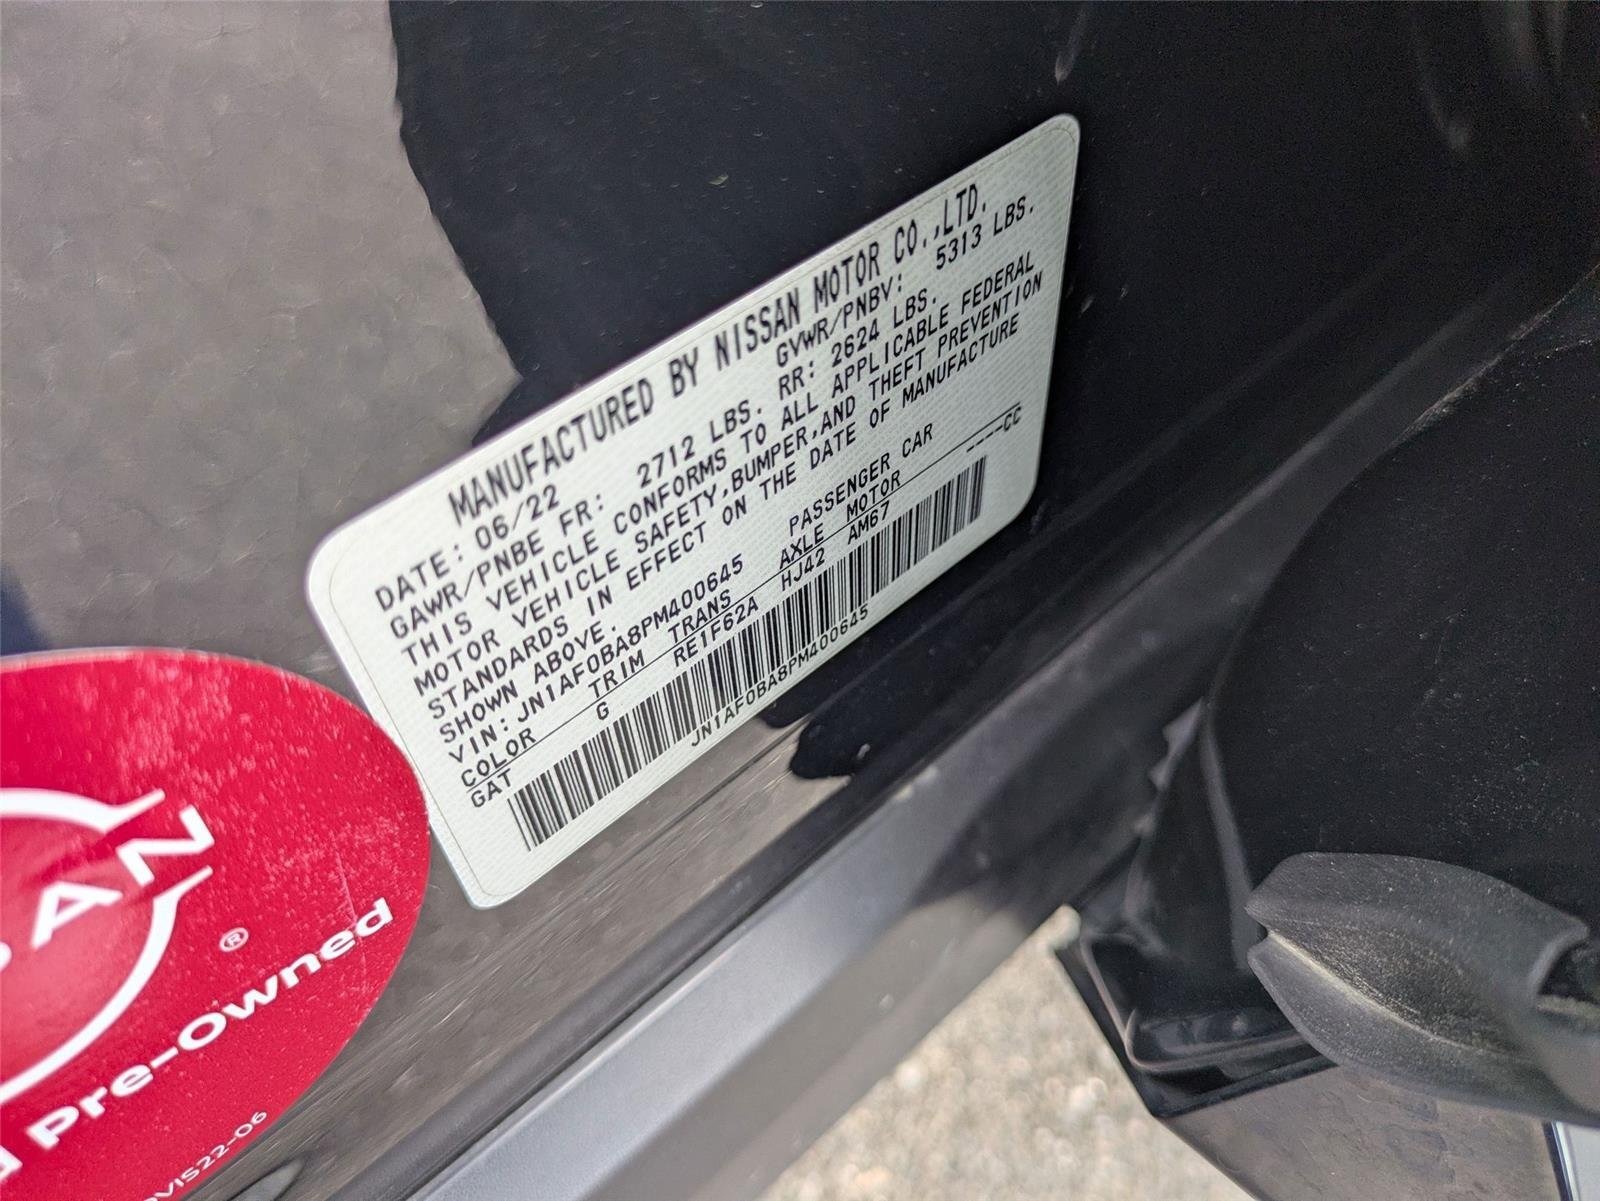 MANUFACTURED BY NISSAN MOTOR CO.,LTD.
DATE: 06/22 GVWR/PNBV: 5313 LBS.
GAWR/PNBE FR: 2712 LBS. RR: 2624 LBS.
THIS VEHICLE CONFORMS TO ALL APPLICABLE FEDERAL
MOTOR VEHICLE SAFETY,BUMPER,AND THEFT PREVENTION
STANDARDS IN EFFECT ON THE DATE OF MANUFACTURE
SHOWN ABOVE.
VIN: JN1AF0BA8PM400645 PASSENGER CAR
COLOR TRIM TRANS AXLE MOTOR ----CC
GAT G RE1F62A HJ42 AM67
JN1AF0BA8PM400645
®
Pre-Owned